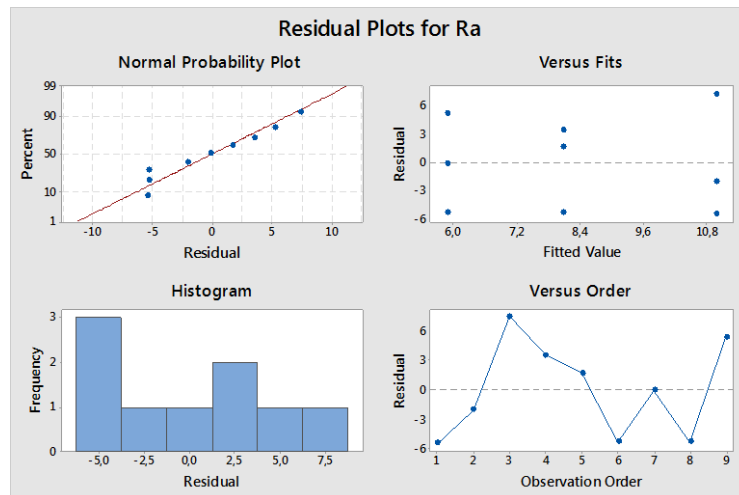 Residual Plots for Ra
Normal Probability Plot
99
90
50
10
1
Percent
-10 -5 0 5 10
Residual
Versus Fits
6
3
0
-3
-6
Residual
6,0 7,2 8,4 9,6 10,8
Fitted Value
Histogram
3
2
1
0
Frequency
-5,0 -2,5 0,0 2,5 5,0 7,5
Residual
Versus Order
6
3
0
-3
-6
Residual
1 2 3 4 5 6 7 8 9
Observation Order